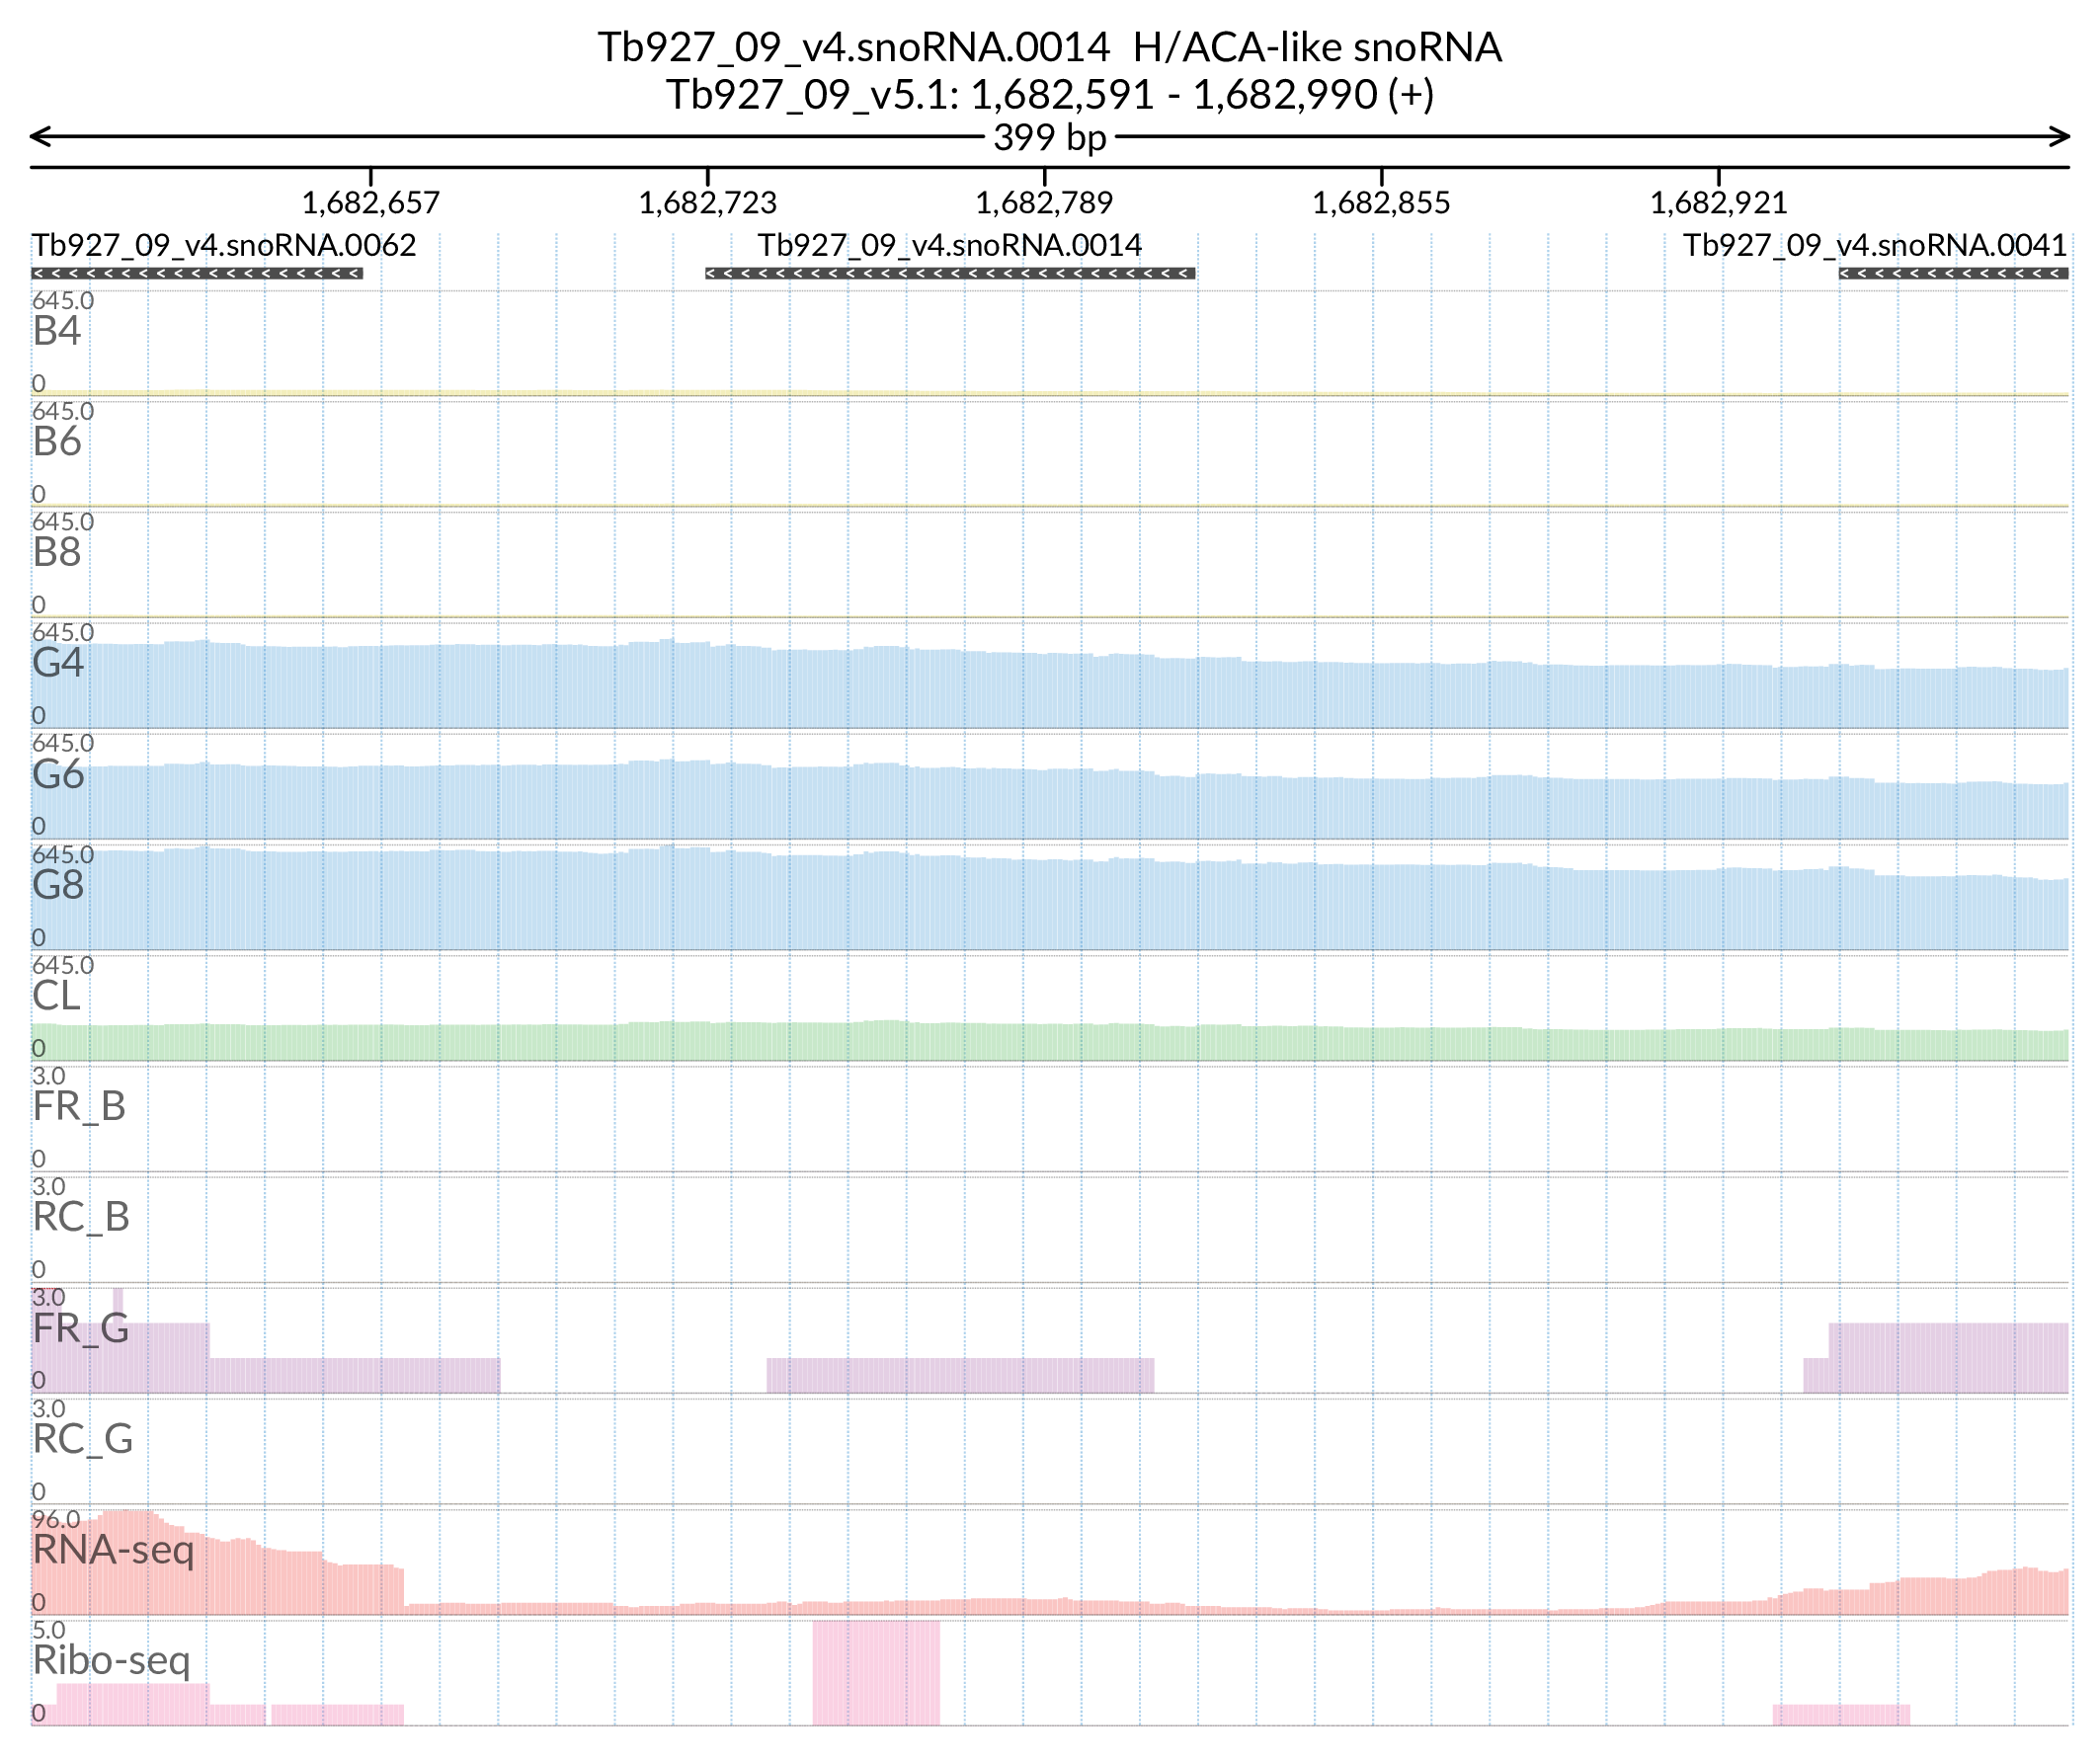 Tb927_09_v4.snoRNA.0014 H/ACA-like snoRNA
Tb927_09_v5.1: 1,682,591 - 1,682,990 (+)
399 bp
1,682,657 1,682,723 1,682,789 1,682,855 1,682,921
Tb927_09_v4.snoRNA.0062 Tb927_09_v4.snoRNA.0014 Tb927_09_v4.snoRNA.0041
645.0
B4
0
645.0
B6
0
645.0
B8
0
645.0
G4
0
645.0
G6
0
645.0
G8
0
645.0
CL
0
3.0
FR_B
0
3.0
RC_B
0
3.0
FR_G
0
3.0
RC_G
0
96.0
RNA-seq
0
5.0
Ribo-seq
0